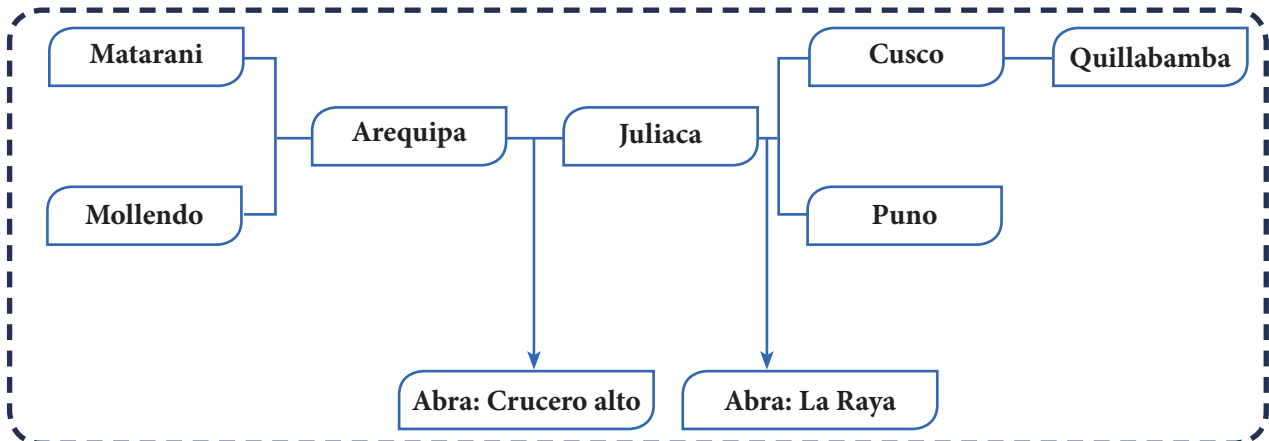 Matarani
Cusco
Quillabamba
Arequipa
Juliaca
Mollendo
Puno
Abra: Crucero alto
Abra: La Raya